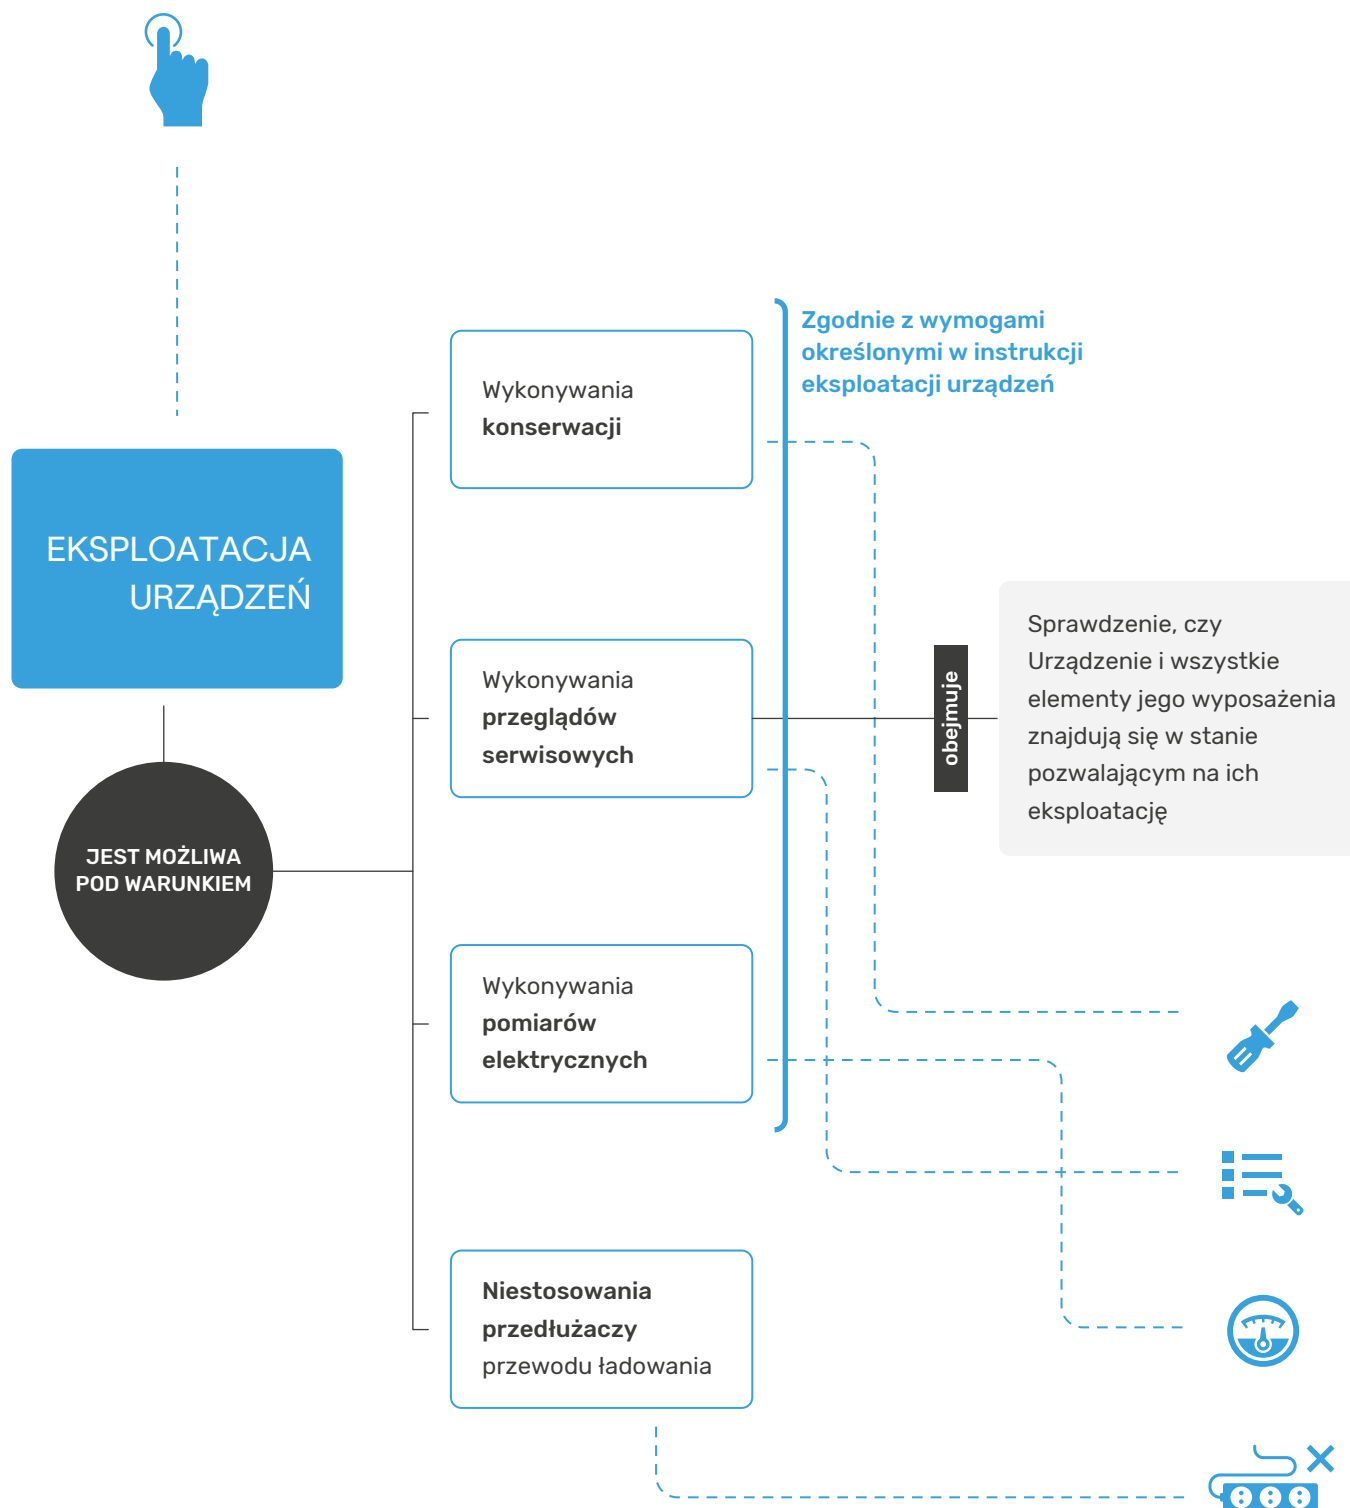 EKSPLOATACJA
URZĄDZEŃ
JEST MOŻLIWA
POD WARUNKIEM
Wykonywania
konserwacji
Wykonywania
przeglądów
serwisowych
Wykonywania
pomiarów
elektrycznych
Niestosowania
przedłużaczy
przewodu ładowania
Zgodnie z wymogami
określonymi w instrukcji
eksploatacji urządzeń
obejmuje
Sprawdzenie, czy
Urządzenie i wszystkie
elementy jego wyposażenia
znajdują się w stanie
pozwalającym na ich
eksploatację